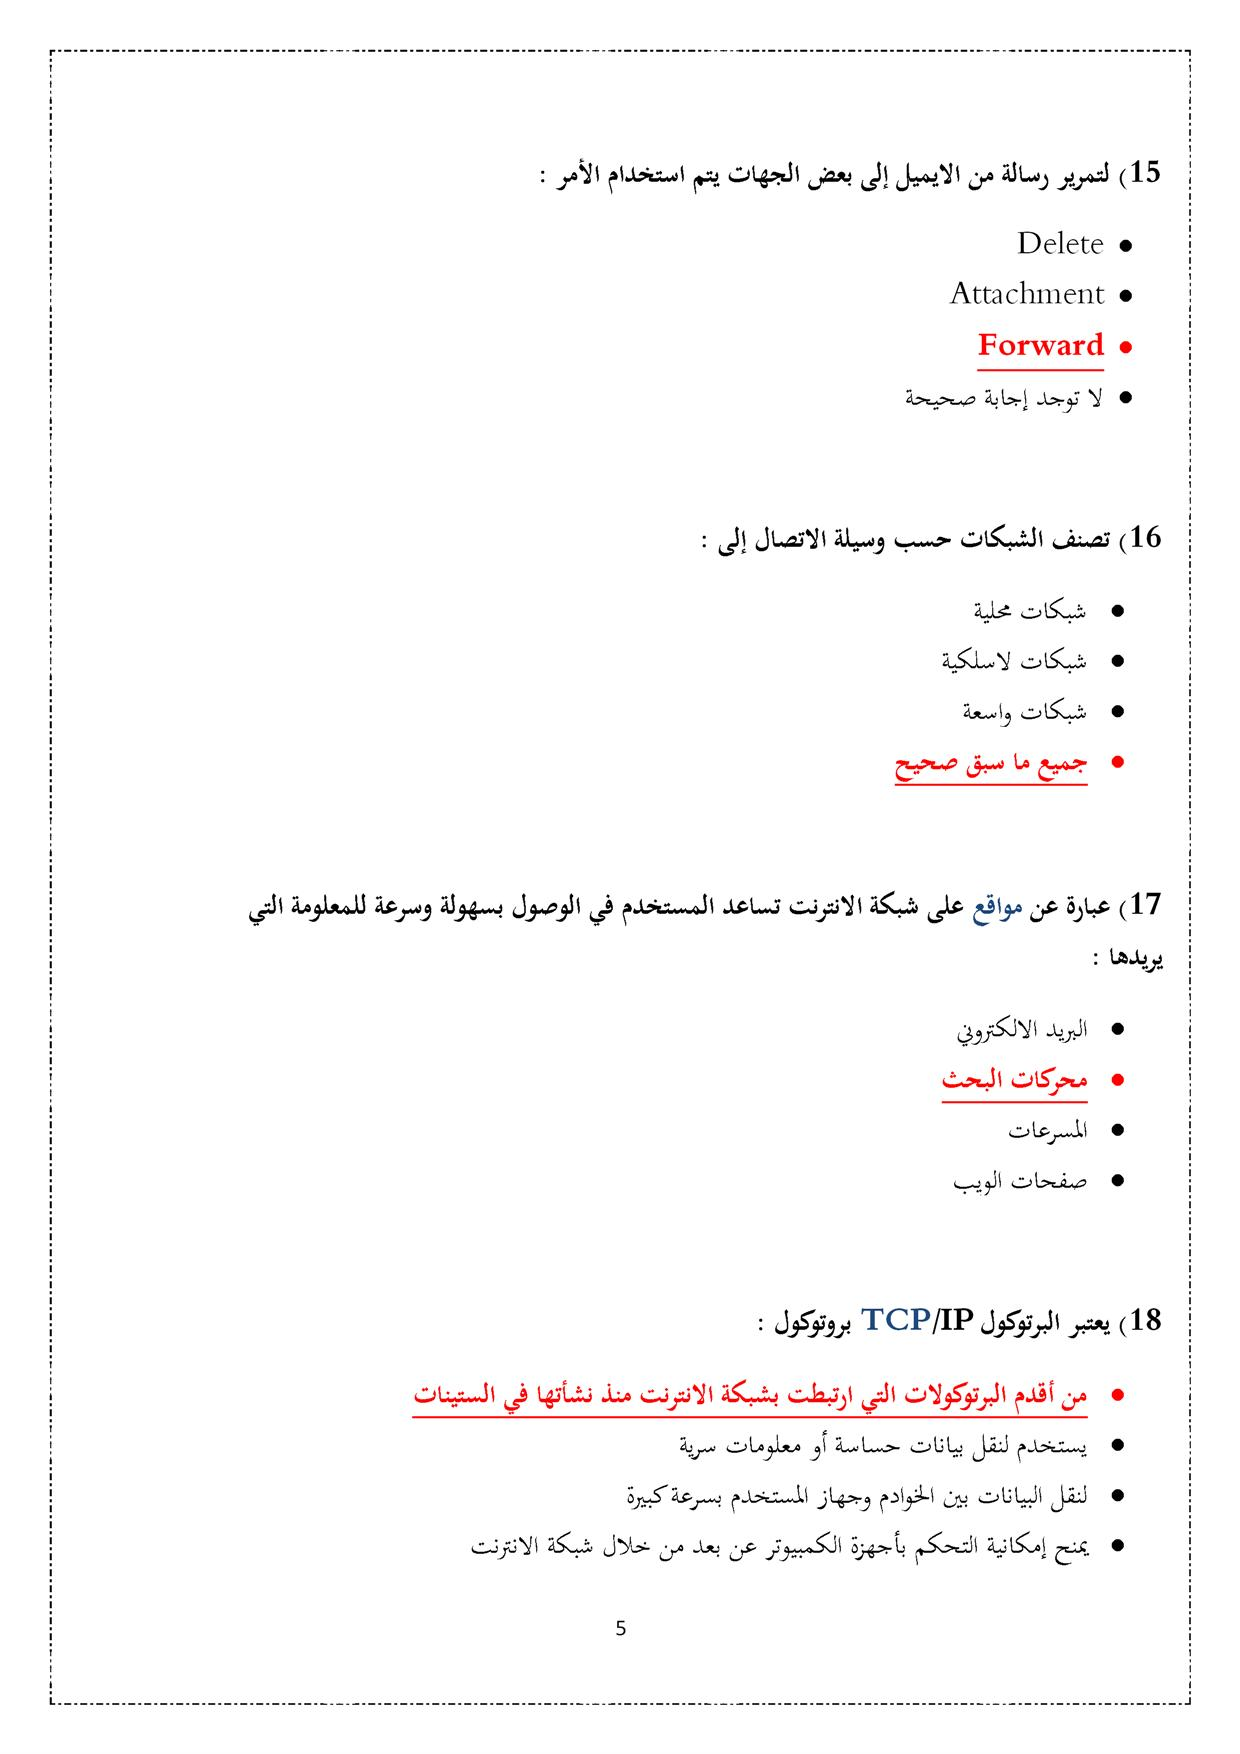 15) لتمرير رسالة من الايميل إلى بعض الجهات يتم استخدام الأمر :
● Delete
● Attachment
● Forward
● لا توجد إجابة صحيحة
16) تصنف الشبكات حسب وسيلة الاتصال إلى :
● شبكات محلية
● شبكات لاسلكية
● شبكات واسعة
● جميع ما سبق صحيح
17) عبارة عن مواقع على شبكة الانترنت تساعد المستخدم في الوصول بسهولة وسرعة للمعلومة التي
يريدها :
● البريد الالكتروني
● محركات البحث
● المسرعات
● صفحات الويب
18) يعتبر البرتوكول TCP/IP بروتوكول :
● من أقدم البرتوكولات التي ارتبطت بشبكة الانترنت منذ نشأتها في الستينات
● يستخدم لنقل بيانات حساسة أو معلومات سرية
● لنقل البيانات بين الخوادم وجهاز المستخدم بسرعة كبيرة
● يمنح إمكانية التحكم بأجهزة الكمبيوتر عن بعد من خلال شبكة الانترنت
5